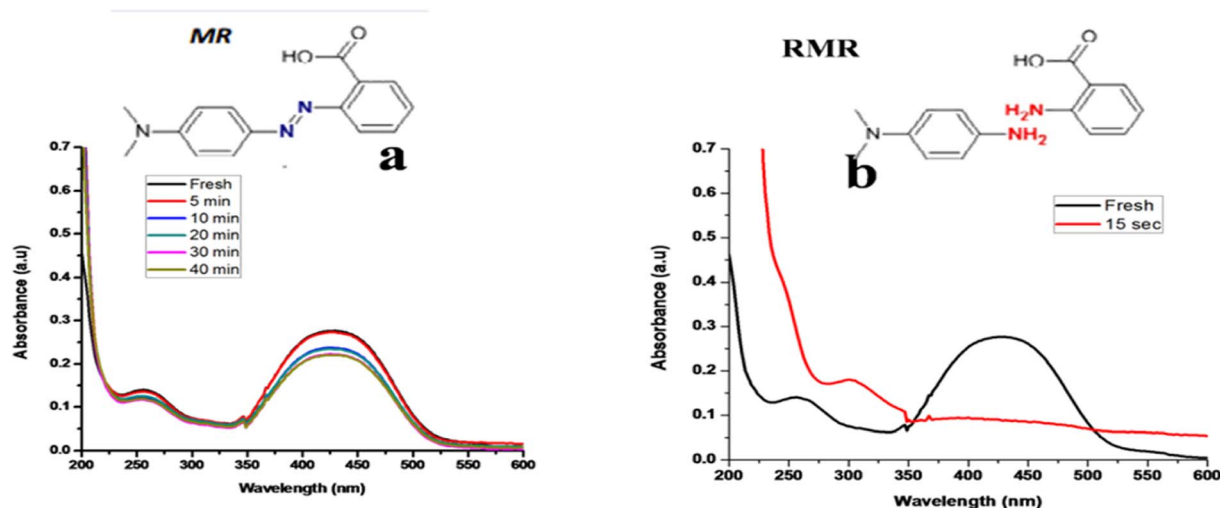 MR
HO
O
N
N
N
a
0.7
0.6
0.5
0.4
0.3
0.2
0.1
0.0
Absorbance (a.u)
Fresh
5 min
10 min
20 min
30 min
40 min
200 250 300 350 400 450 500 550 600
Wavelength (nm)
RMR
HO
O
H₂N
N
NH₂
b
0.7
0.6
0.5
0.4
0.3
0.2
0.1
0.0
Absorbance (a.u)
Fresh
15 sec
200 250 300 350 400 450 500 550 600
Wavelength (nm)